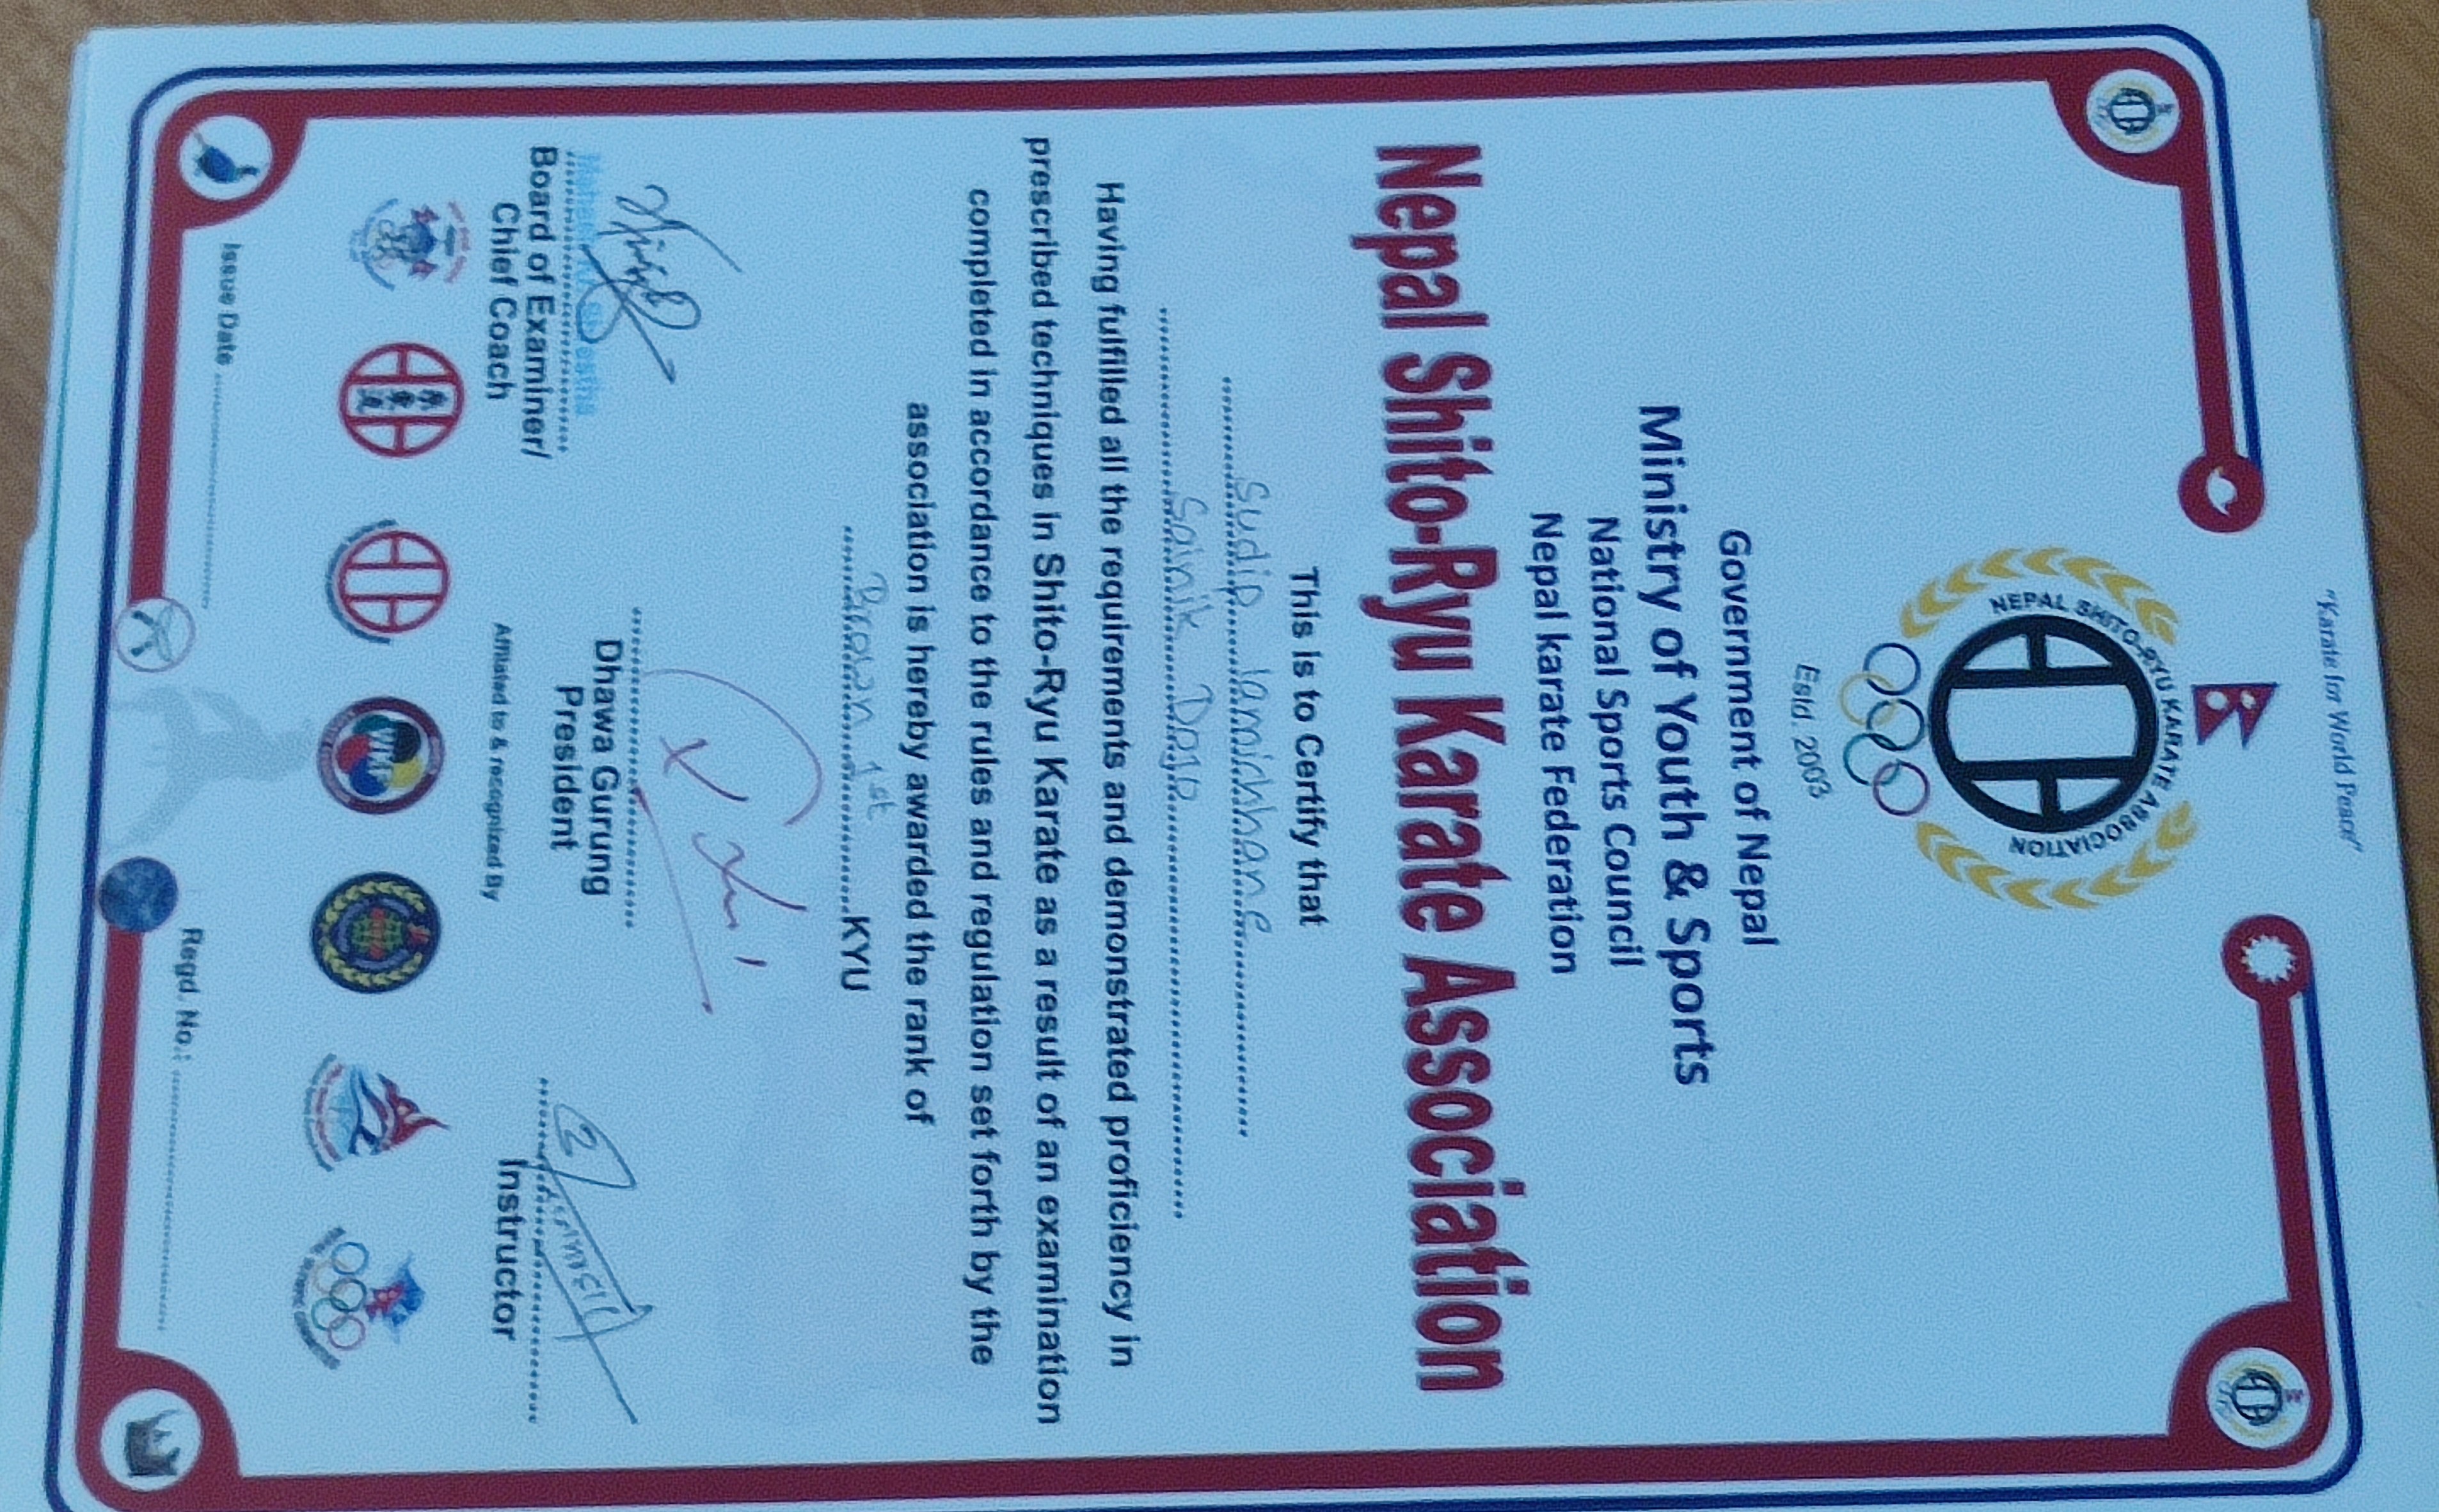 "Karate for World Peace"
NEPAL SHITO-RYU KARATE ASSOCIATION
Estd. 2003
Government of Nepal
Ministry of Youth & Sports
National Sports Council
Nepal karate Federation
Nepal Shito-Ryu Karate Association
This is to Certify that
Sudip lamichhane
Sainik Dojo
Having fulfilled all the requirements and demonstrated proficiency in
prescribed techniques in Shito-Ryu Karate as a result of an examination
completed in accordance to the rules and regulation set forth by the
association is hereby awarded the rank of
Brown 1st KYU
Board of Examiner/
Chief Coach
Dhawa Gurung
President
Instructor
Affiliated to & recognized By
WKF
Issue Date
Regd. No.: